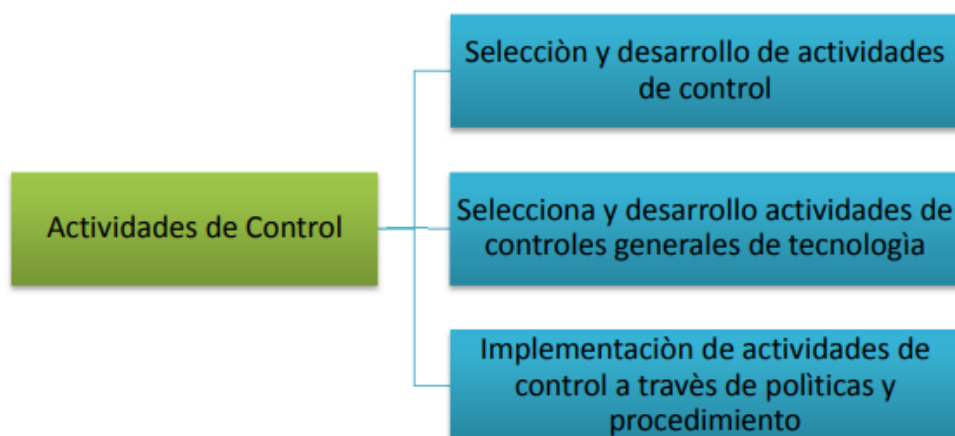 Selecciòn y desarrollo de actividades
de control
Actividades de Control
Selecciona y desarrollo actividades de
controles generales de tecnologìa
Implementaciòn de actividades de
control a travès de polìticas y
procedimiento